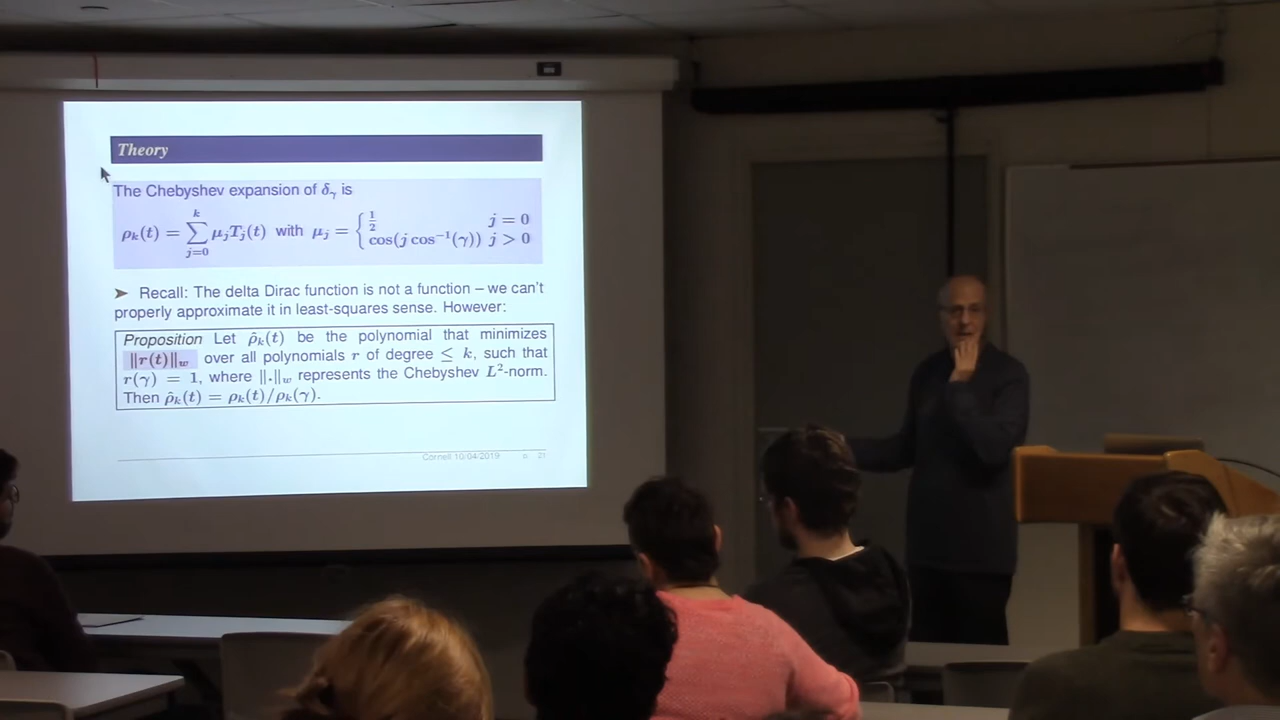 Theory
The Chebyshev expansion of δ_γ is
ρ_k(t) = ∑_{j=0}^{k} μ_j T_j(t) with μ_j = { 1/2 j = 0
cos(j cos⁻¹(γ)) j > 0
➤ Recall: The delta Dirac function is not a function – we can't
properly approximate it in least-squares sense. However:
Proposition Let ρ̂_k(t) be the polynomial that minimizes
‖r(t)‖_w over all polynomials r of degree ≤ k, such that
r(γ) = 1, where ‖.‖_w represents the Chebyshev L²-norm.
Then ρ̂_k(t) = ρ_k(t)/ρ_k(γ).
Cornell 10/04/2019